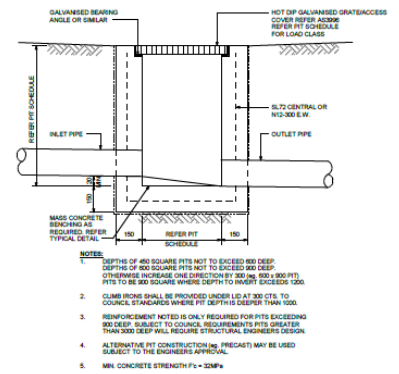 GALVANISED BEARING
ANGLE OR SIMILAR
HOT DIP GALVANISED GRATE/ACCESS
COVER REFER AS3996
REFER PIT SCHEDULE
FOR LOAD CLASS
REFER PIT SCHEDULE
SL72 CENTRAL OR
N12-300 E.W.
INLET PIPE
OUTLET PIPE
20
MIN.
150
MASS CONCRETE
BENCHING AS
REQUIRED. REFER
TYPICAL DETAIL
150
REFER PIT
SCHEDULE
150
NOTES:
1. DEPTHS OF 450 SQUARE PITS NOT TO EXCEED 600 DEEP.
DEPTHS OF 600 SQUARE PITS NOT TO EXCEED 900 DEEP.
OTHERWISE INCREASE ONE DIRECTION BY 300 (eg. 600 x 900 PIT)
PITS TO BE 900 SQUARE WHERE DEPTH TO INVERT EXCEEDS 1200.
2. CLIMB IRONS SHALL BE PROVIDED UNDER LID AT 300 CTS. TO
COUNCIL STANDARDS WHERE PIT DEPTH IS DEEPER THAN 1000.
3. REINFORCEMENT NOTED IS ONLY REQUIRED FOR PITS EXCEEDING
900 DEEP. SUBJECT TO COUNCIL REQUIREMENTS PITS GREATER
THAN 3000 DEEP WILL REQUIRE STRUCTURAL ENGINEERS DESIGN.
4. ALTERNATIVE PIT CONSTRUCTION (eg. PRECAST) MAY BE USED
SUBJECT TO THE ENGINEERS APPROVAL
5. MIN. CONCRETE STRENGTH F'c = 32MPa